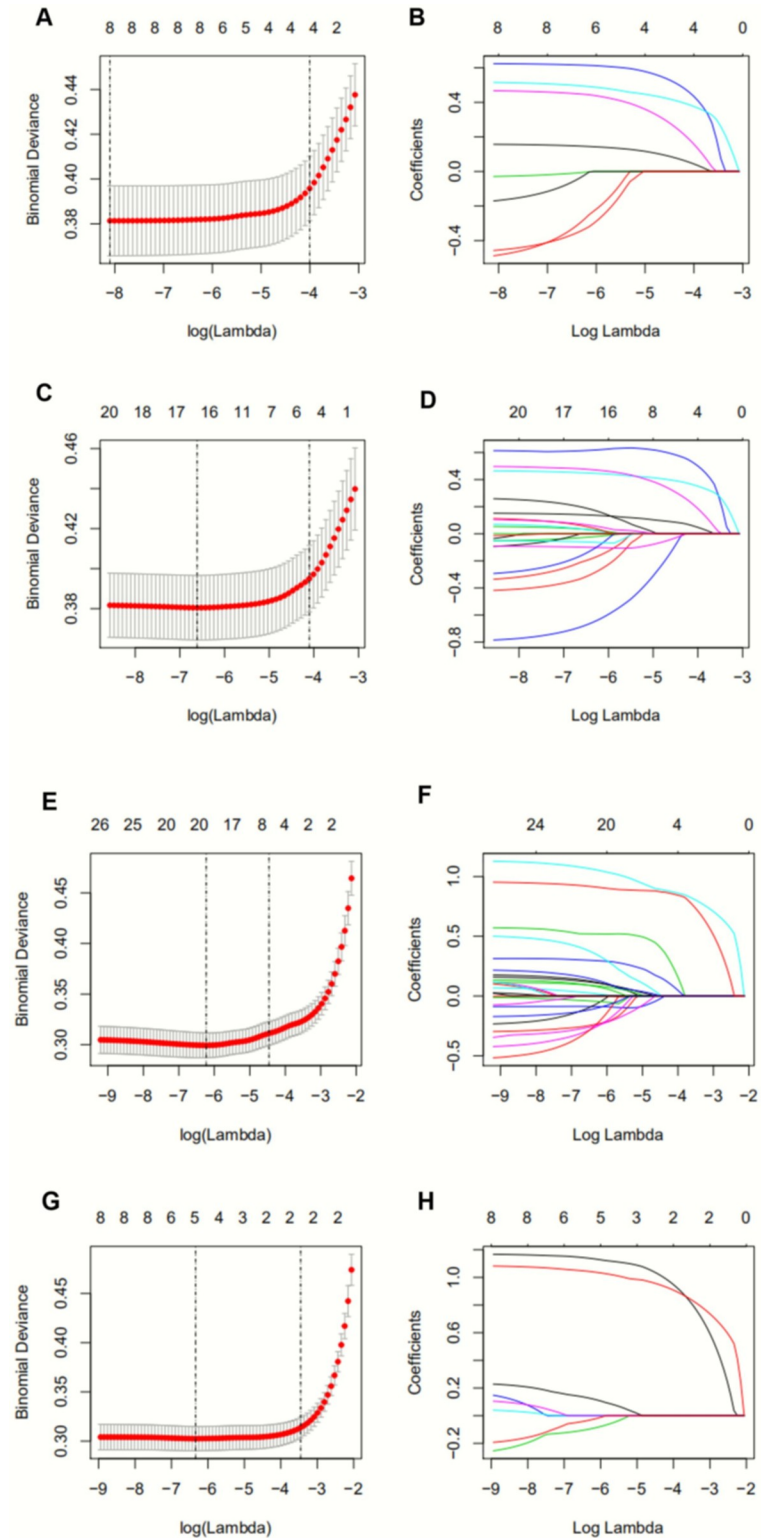 A
8 8 8 8 8 6 5 4 4 2
Binomial Deviance
0.44
0.42
0.40
0.38
−8 −7 −6 −5 −4 −3
log(Lambda)
B
8 8 6 4 4 0
Coefficients
0.4
0.0
−0.4
−8 −7 −6 −5 −4 −3
Log Lambda
C
20 18 17 16 11 7 6 4 1
Binomial Deviance
0.46
0.42
0.38
−8 −7 −6 −5 −4 −3
log(Lambda)
D
20 17 16 8 4 0
Coefficients
0.4
0.0
−0.4
−0.8
−8 −7 −6 −5 −4 −3
Log Lambda
E
26 25 20 20 17 8 4 2 2
Binomial Deviance
0.45
0.40
0.35
0.30
−9 −8 −7 −6 −5 −4 −3 −2
log(Lambda)
F
24 20 4 0
Coefficients
1.0
0.5
0.0
−0.5
−9 −8 −7 −6 −5 −4 −3 −2
Log Lambda
G
8 8 8 6 5 4 3 2 2 2 2
Binomial Deviance
0.45
0.40
0.35
0.30
−9 −8 −7 −6 −5 −4 −3 −2
log(Lambda)
H
8 8 6 5 3 2 2 0
Coefficients
1.0
0.6
0.2
−0.2
−9 −8 −7 −6 −5 −4 −3 −2
Log Lambda